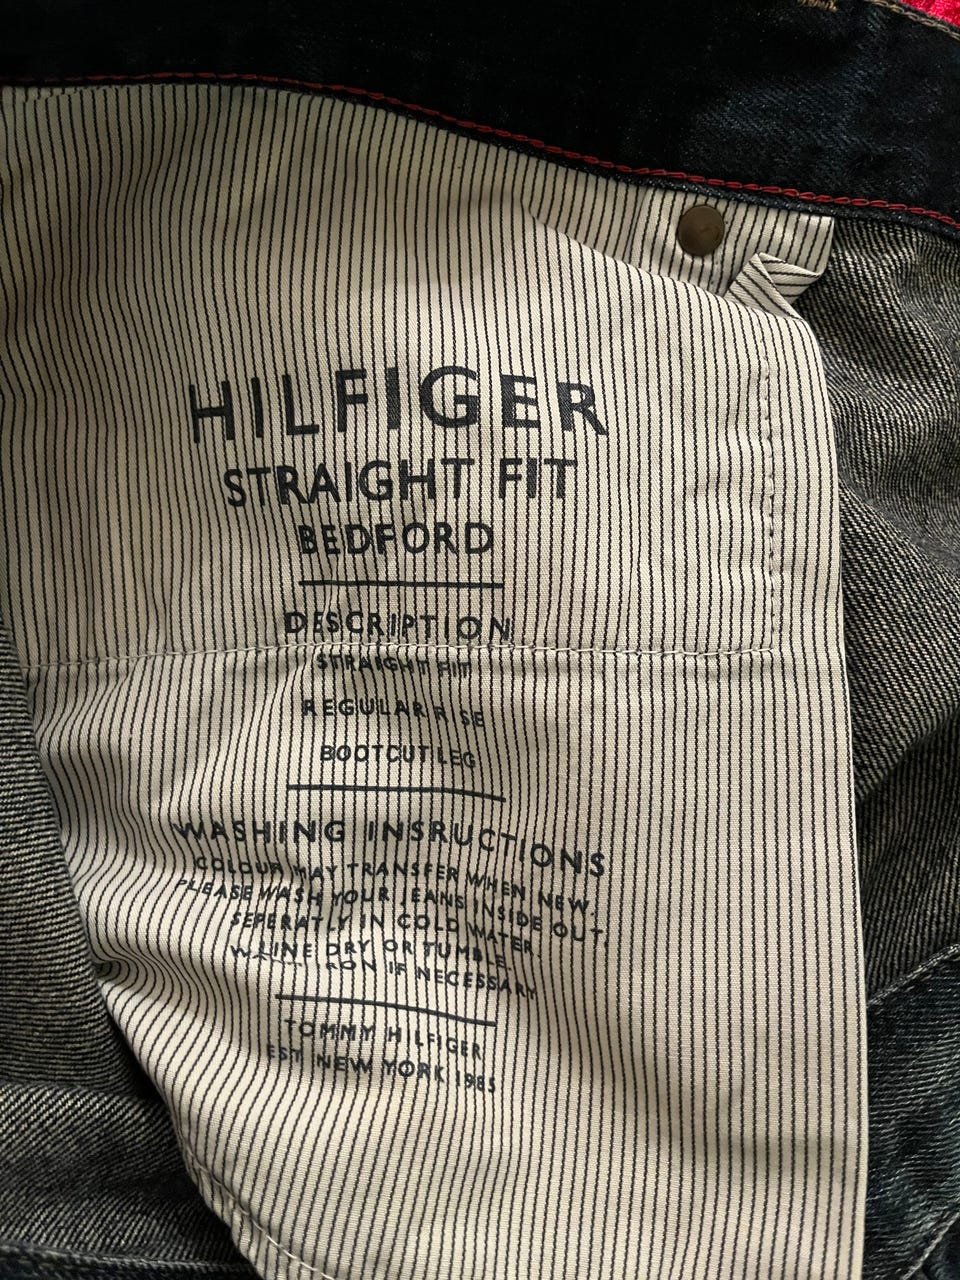 HILFIGER
STRAIGHT FIT
BEDFORD
DESCRIPTION
STRAIGHT FIT
REGULAR RISE
BOOTCUT LEG
WASHING INSRUCTIONS
COLOUR MAY TRANSFER WHEN NEW.
PLEASE WASH YOUR JEANS INSIDE OUT,
SEPERATLY IN COLD WATER.
LINE DRY OR TUMBLE.
IRON IF NECESSARY
TOMMY HILFIGER
EST NEW YORK 1985